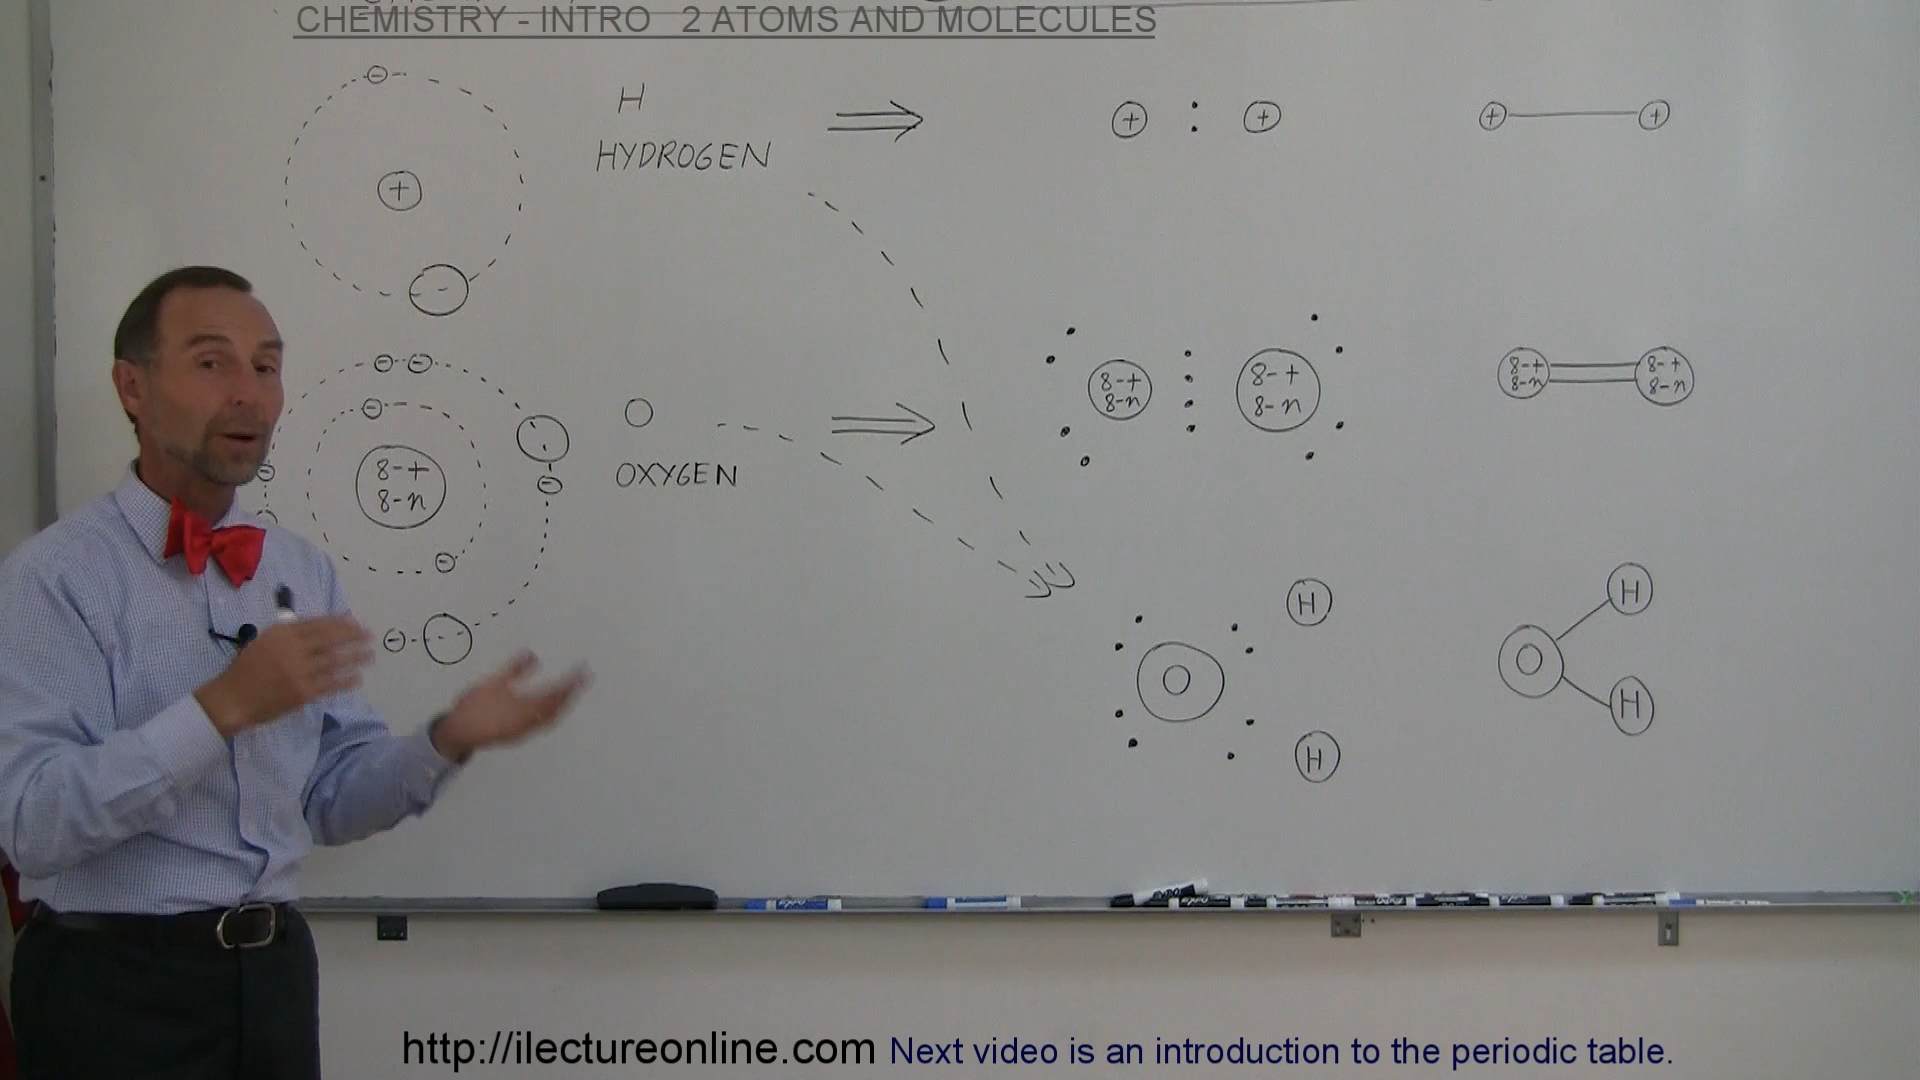 CHEMISTRY - INTRO 2 ATOMS AND MOLECULES
H
HYDROGEN
+
+
+
+
+
O
OXYGEN
8-+
8-n
8-+
8-n
8-+
8-n
8-+
8-n
8-+
8-n
O
H
H
O
H
H
EXPO
http://ilectureonline.com Next video is an introduction to the periodic table.